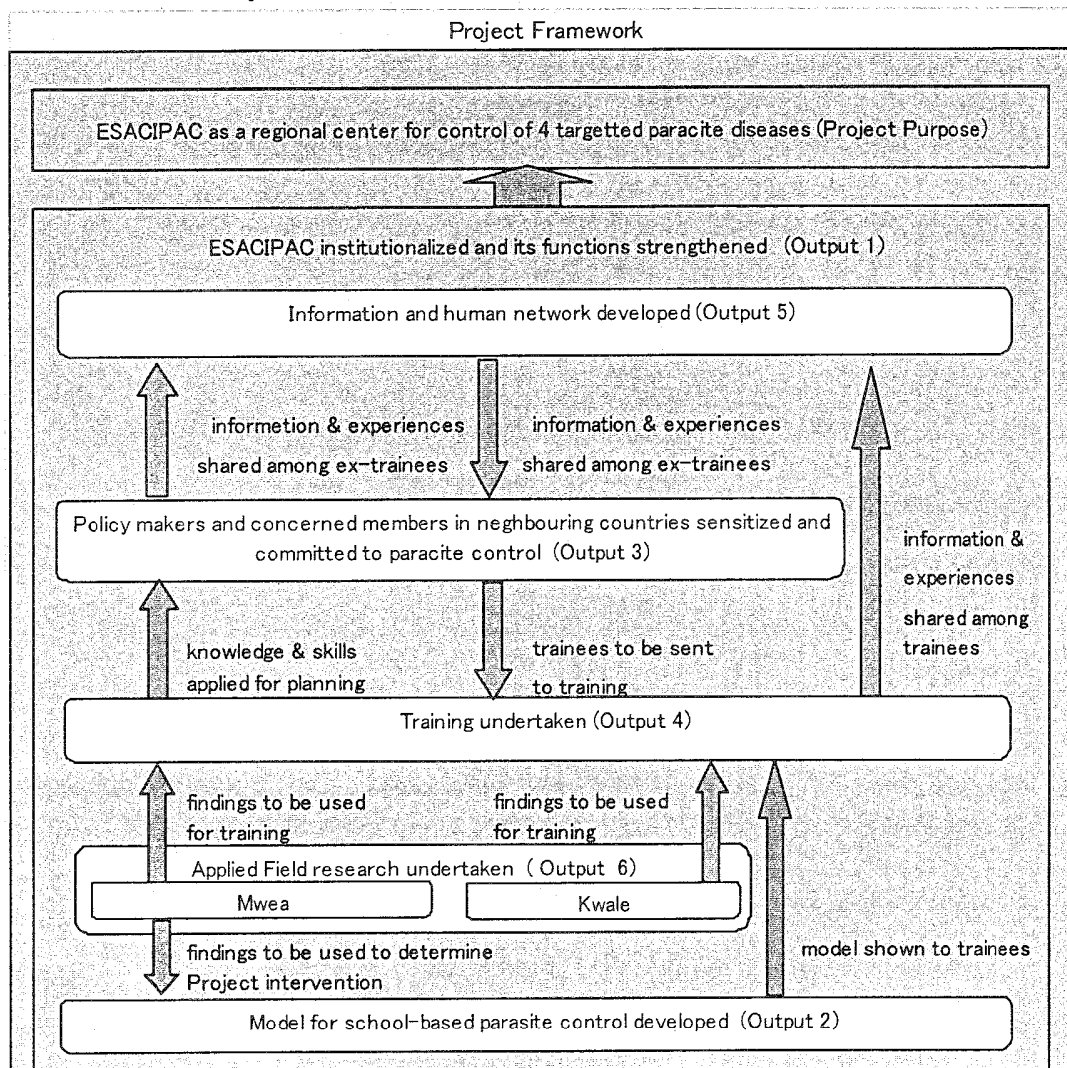 Project Framework
ESACIPAC as a regional center for control of 4 targetted paracite diseases (Project Purpose)
ESACIPAC institutionalized and its functions strengthened (Output 1)
Information and human network developed (Output 5)
informetion & experiences
shared among ex-trainees
information & experiences
shared among ex-trainees
Policy makers and concerned members in neighbouring countries sensitized and
committed to paracite control (Output 3)
information &
experiences
shared among
trainees
knowledge & skills
applied for planning
trainees to be sent
to training
Training undertaken (Output 4)
findings to be used
for training
findings to be used
for training
Applied Field research undertaken ( Output 6)
Mwea
Kwale
findings to be used to determine
Project intervention
model shown to trainees
Model for school-based parasite control developed (Output 2)